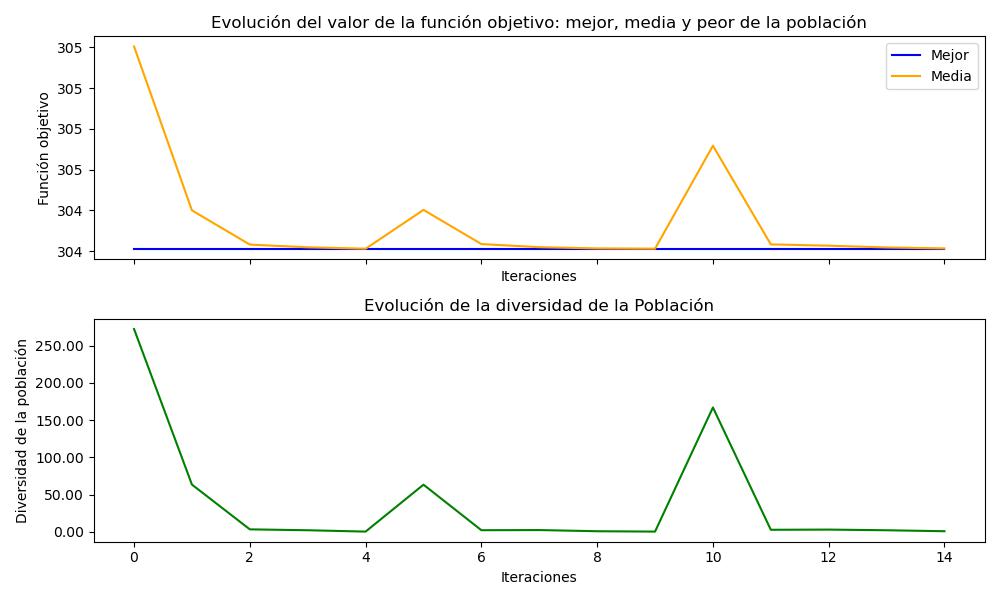 Evolución del valor de la función objetivo: mejor, media y peor de la población
Función objetivo
305
305
305
305
304
304
Mejor
Media
Iteraciones
Evolución de la diversidad de la Población
Diversidad de la población
250.00
200.00
150.00
100.00
50.00
0.00
0 2 4 6 8 10 12 14
Iteraciones